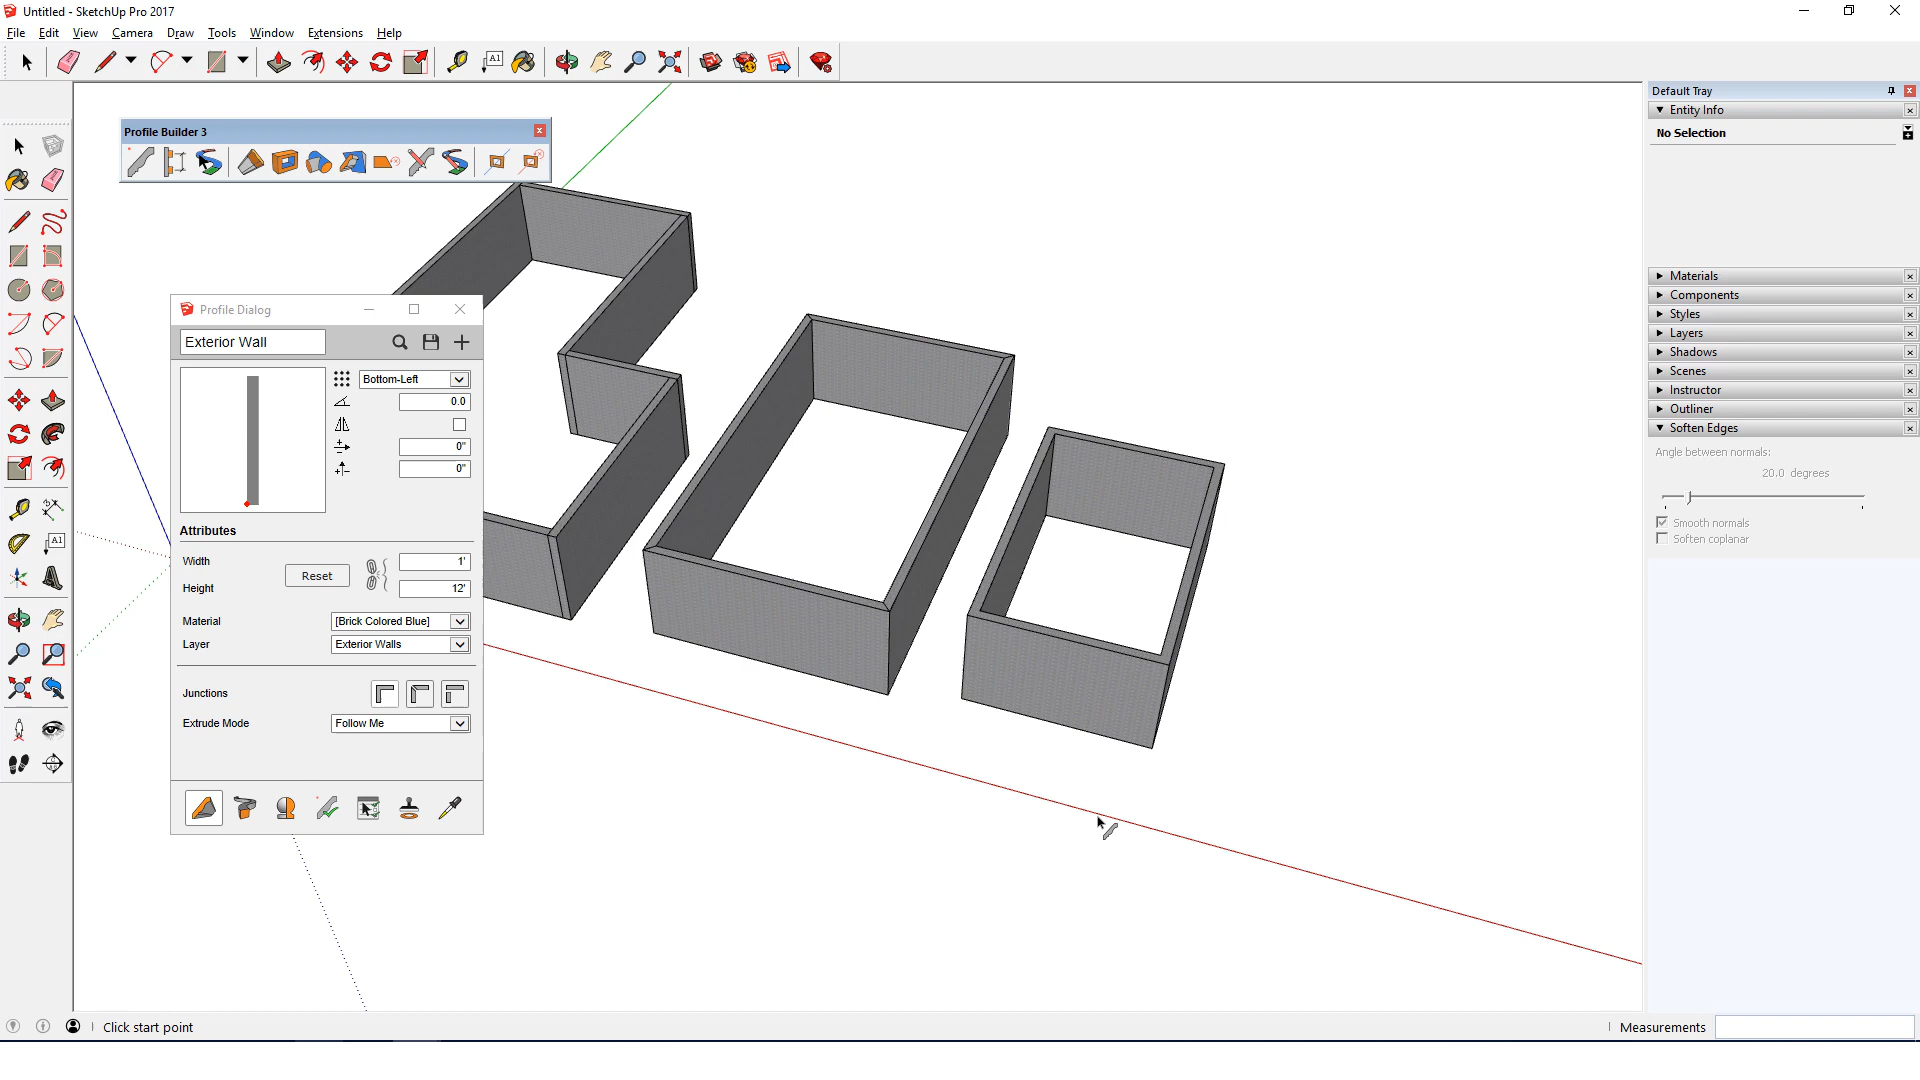 Untitled - SketchUp Pro 2017
File Edit View Camera Draw Tools Window Extensions Help
A1
Default Tray
Entity Info
No Selection
Profile Builder 3
Profile Dialog
Exterior Wall
Bottom-Left
0.0
0"
0"
Attributes
Width 1'
Reset
Height 12'
Material [Brick Colored Blue]
Layer Exterior Walls
Junctions
Extrude Mode Follow Me
A1
Materials
Components
Styles
Layers
Shadows
Scenes
Instructor
Outliner
Soften Edges
Angle between normals:
20.0 degrees
Smooth normals
Soften coplanar
Click start point
Measurements